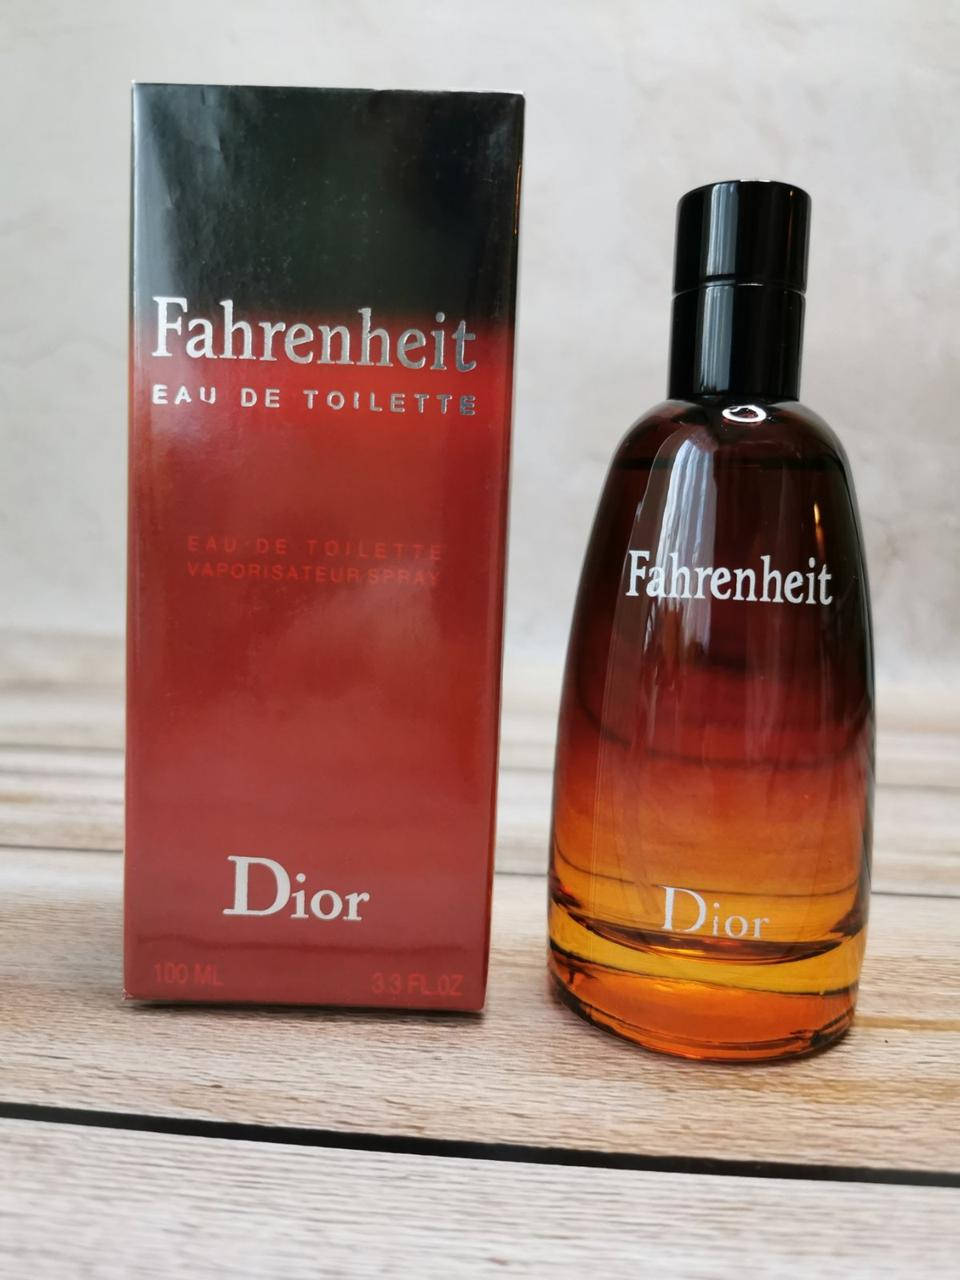 Fahrenheit
EAU DE TOILETTE
EAU DE TOILETTE
VAPORISATEUR SPRAY
Dior
100 ML 3.3 FL.OZ
Fahrenheit
Dior